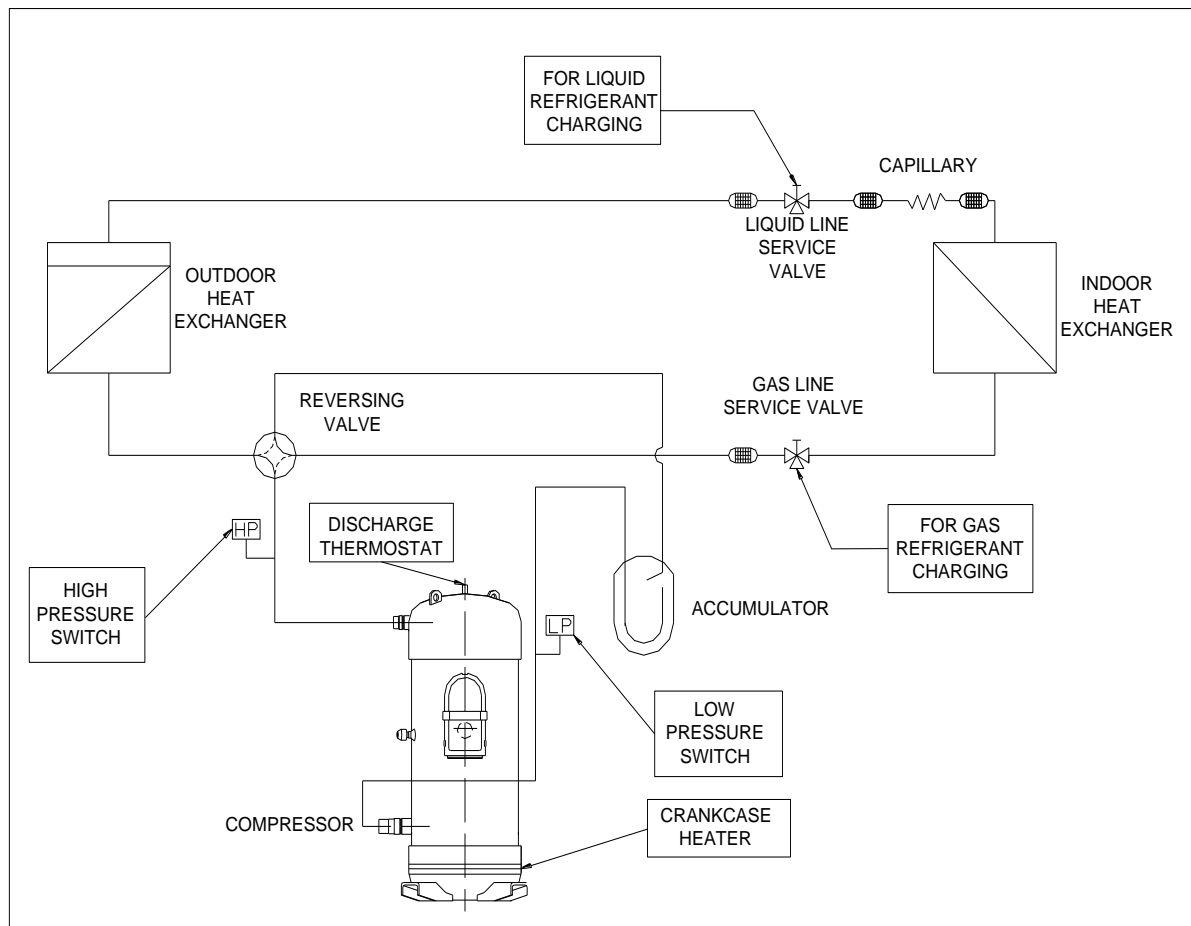 FOR LIQUID
REFRIGERANT
CHARGING
CAPILLARY
LIQUID LINE
SERVICE
VALVE
OUTDOOR
HEAT
EXCHANGER
INDOOR
HEAT
EXCHANGER
REVERSING
VALVE
GAS LINE
SERVICE VALVE
HP
DISCHARGE
THERMOSTAT
FOR GAS
REFRIGERANT
CHARGING
HIGH
PRESSURE
SWITCH
ACCUMULATOR
LP
LOW
PRESSURE
SWITCH
COMPRESSOR
CRANKCASE
HEATER